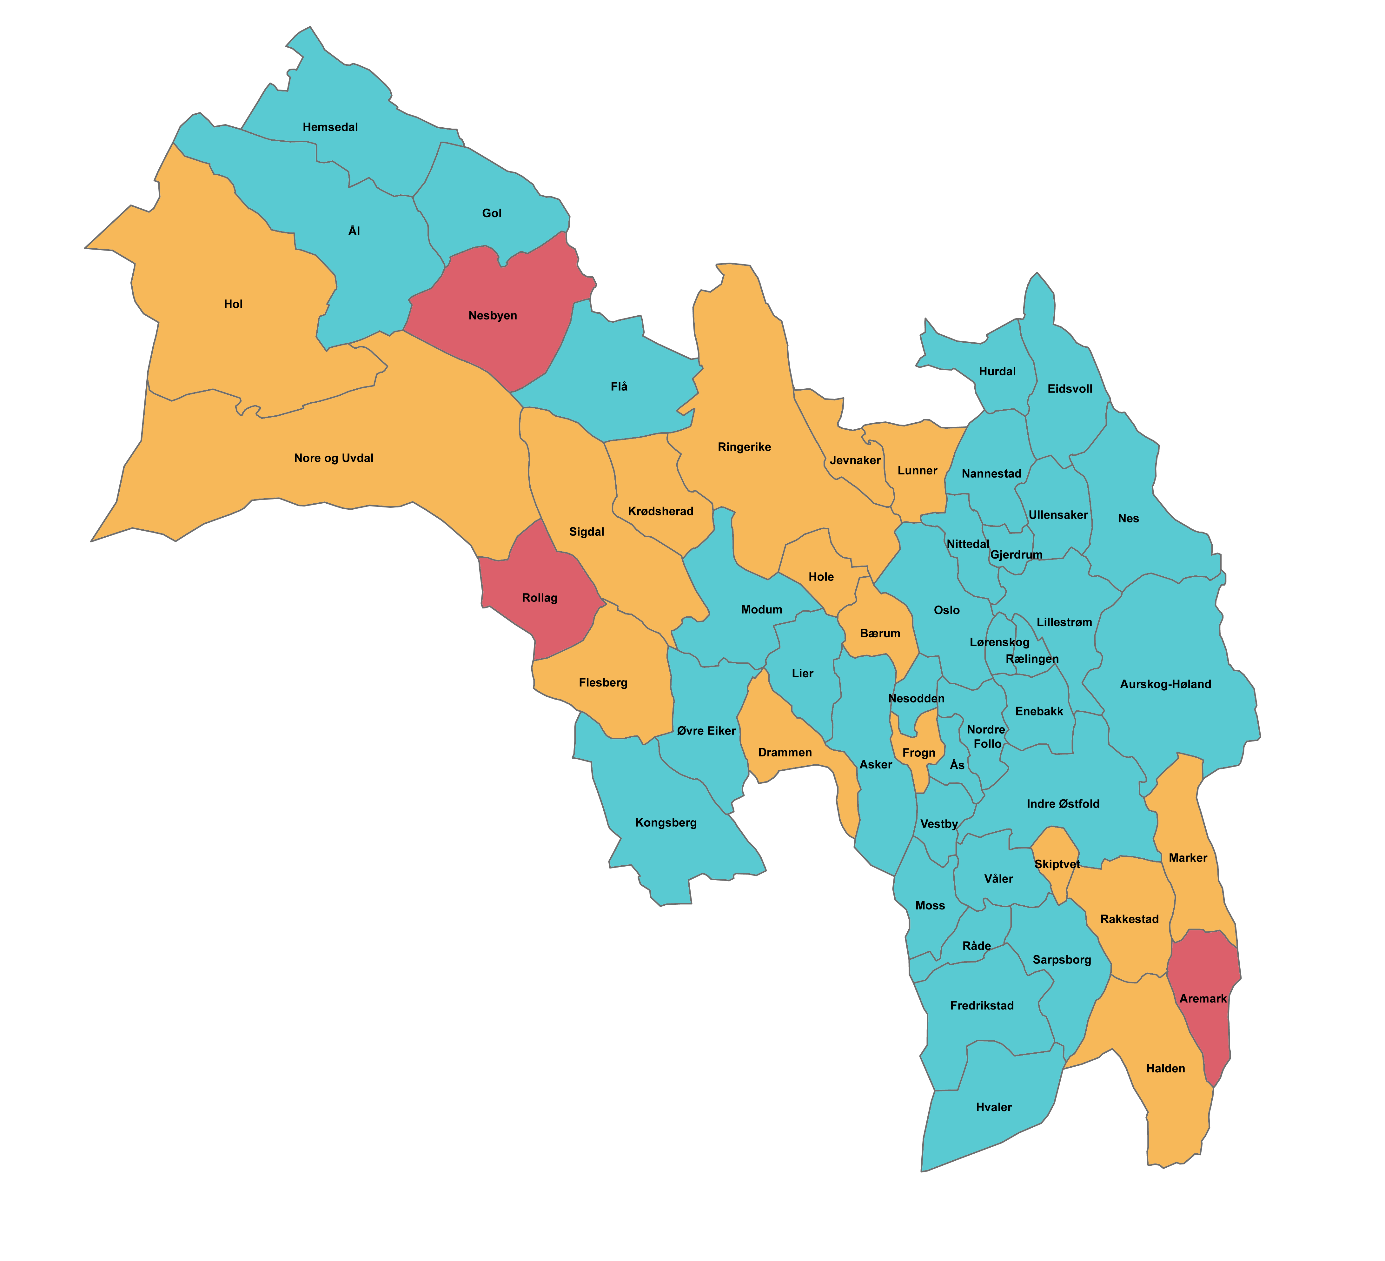 Hemsedal
Gol
Ål
Hol
Nesbyen
Flå
Hurdal
Eidsvoll
Ringerike
Nore og Uvdal
Jevnaker
Lunner
Nannestad
Krødsherad
Ullensaker
Nes
Sigdal
Nittedal
Gjerdrum
Hole
Rollag
Modum
Oslo
Lillestrøm
Bærum
Lørenskog
Rælingen
Lier
Flesberg
Aurskog-Høland
Nesodden
Enebakk
Øvre Eiker
Nordre
Follo
Drammen
Frogn
Asker
Ås
Indre Østfold
Kongsberg
Vestby
Marker
Skiptvet
Våler
Moss
Rakkestad
Råde
Sarpsborg
Aremark
Fredrikstad
Halden
Hvaler